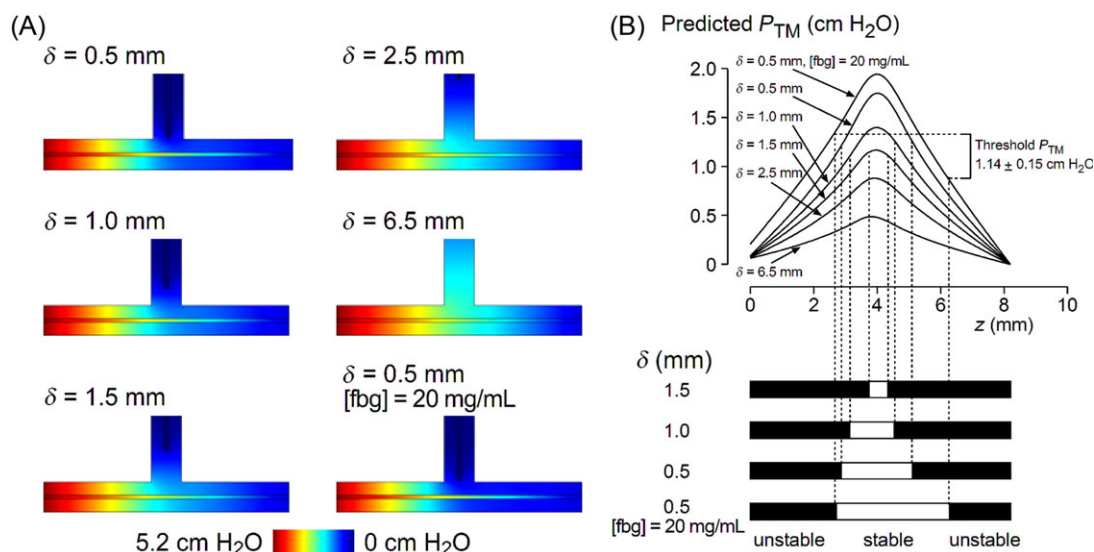 (A)
δ = 0.5 mm
δ = 2.5 mm
δ = 1.0 mm
δ = 6.5 mm
δ = 1.5 mm
δ = 0.5 mm
[fbg] = 20 mg/mL
5.2 cm H₂O
0 cm H₂O
(B)
Predicted P_TM (cm H₂O)
δ = 0.5 mm, [fbg] = 20 mg/mL
δ = 0.5 mm
δ = 1.0 mm
δ = 1.5 mm
δ = 2.5 mm
δ = 6.5 mm
Threshold P_TM
1.14 ± 0.15 cm H₂O
2.0
1.5
1.0
0.5
0
0 2 4 6 8 10
z (mm)
δ (mm)
1.5
1.0
0.5
0.5
[fbg] = 20 mg/mL
unstable stable unstable